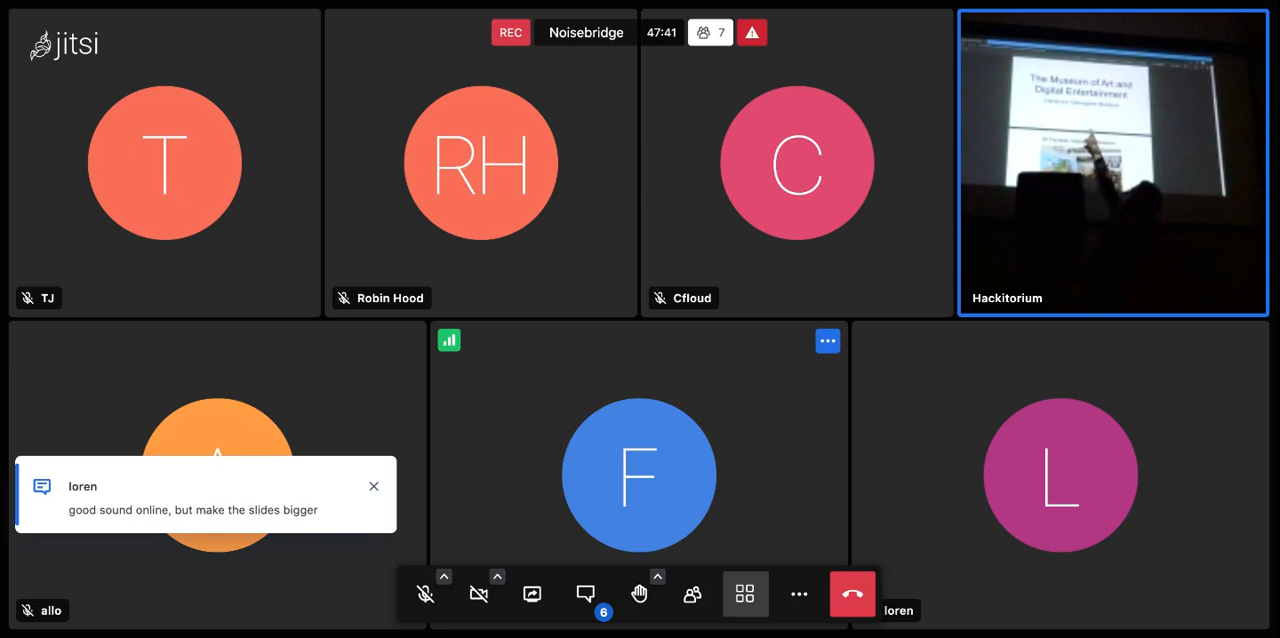 jitsi
REC Noisebridge 47:41 7
T
RH
C
The Museum of Art and
Digital Entertainment
TJ
Robin Hood
Cfloud
Hackitorium
F
L
loren
good sound online, but make the slides bigger
allo
6
loren